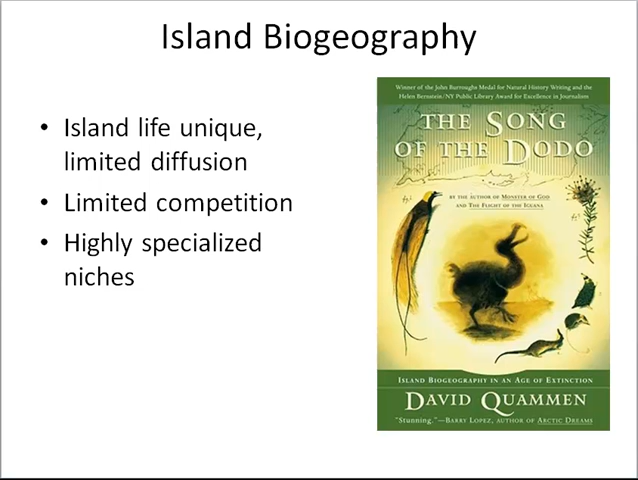 Island Biogeography
• Island life unique,
limited diffusion
• Limited competition
• Highly specialized
niches
Winner of the John Burroughs Medal for Natural History Writing and the
Helen Bernstein/NY Public Library Award for Excellence in Journalism
THE SONG
OF THE DODO
BY THE AUTHOR OF MONSTER OF GOD
AND THE FLIGHT OF THE IGUANA
ISLAND BIOGEOGRAPHY IN AN AGE OF EXTINCTION
DAVID QUAMMEN
"Stunning."—BARRY LOPEZ, AUTHOR OF ARCTIC DREAMS